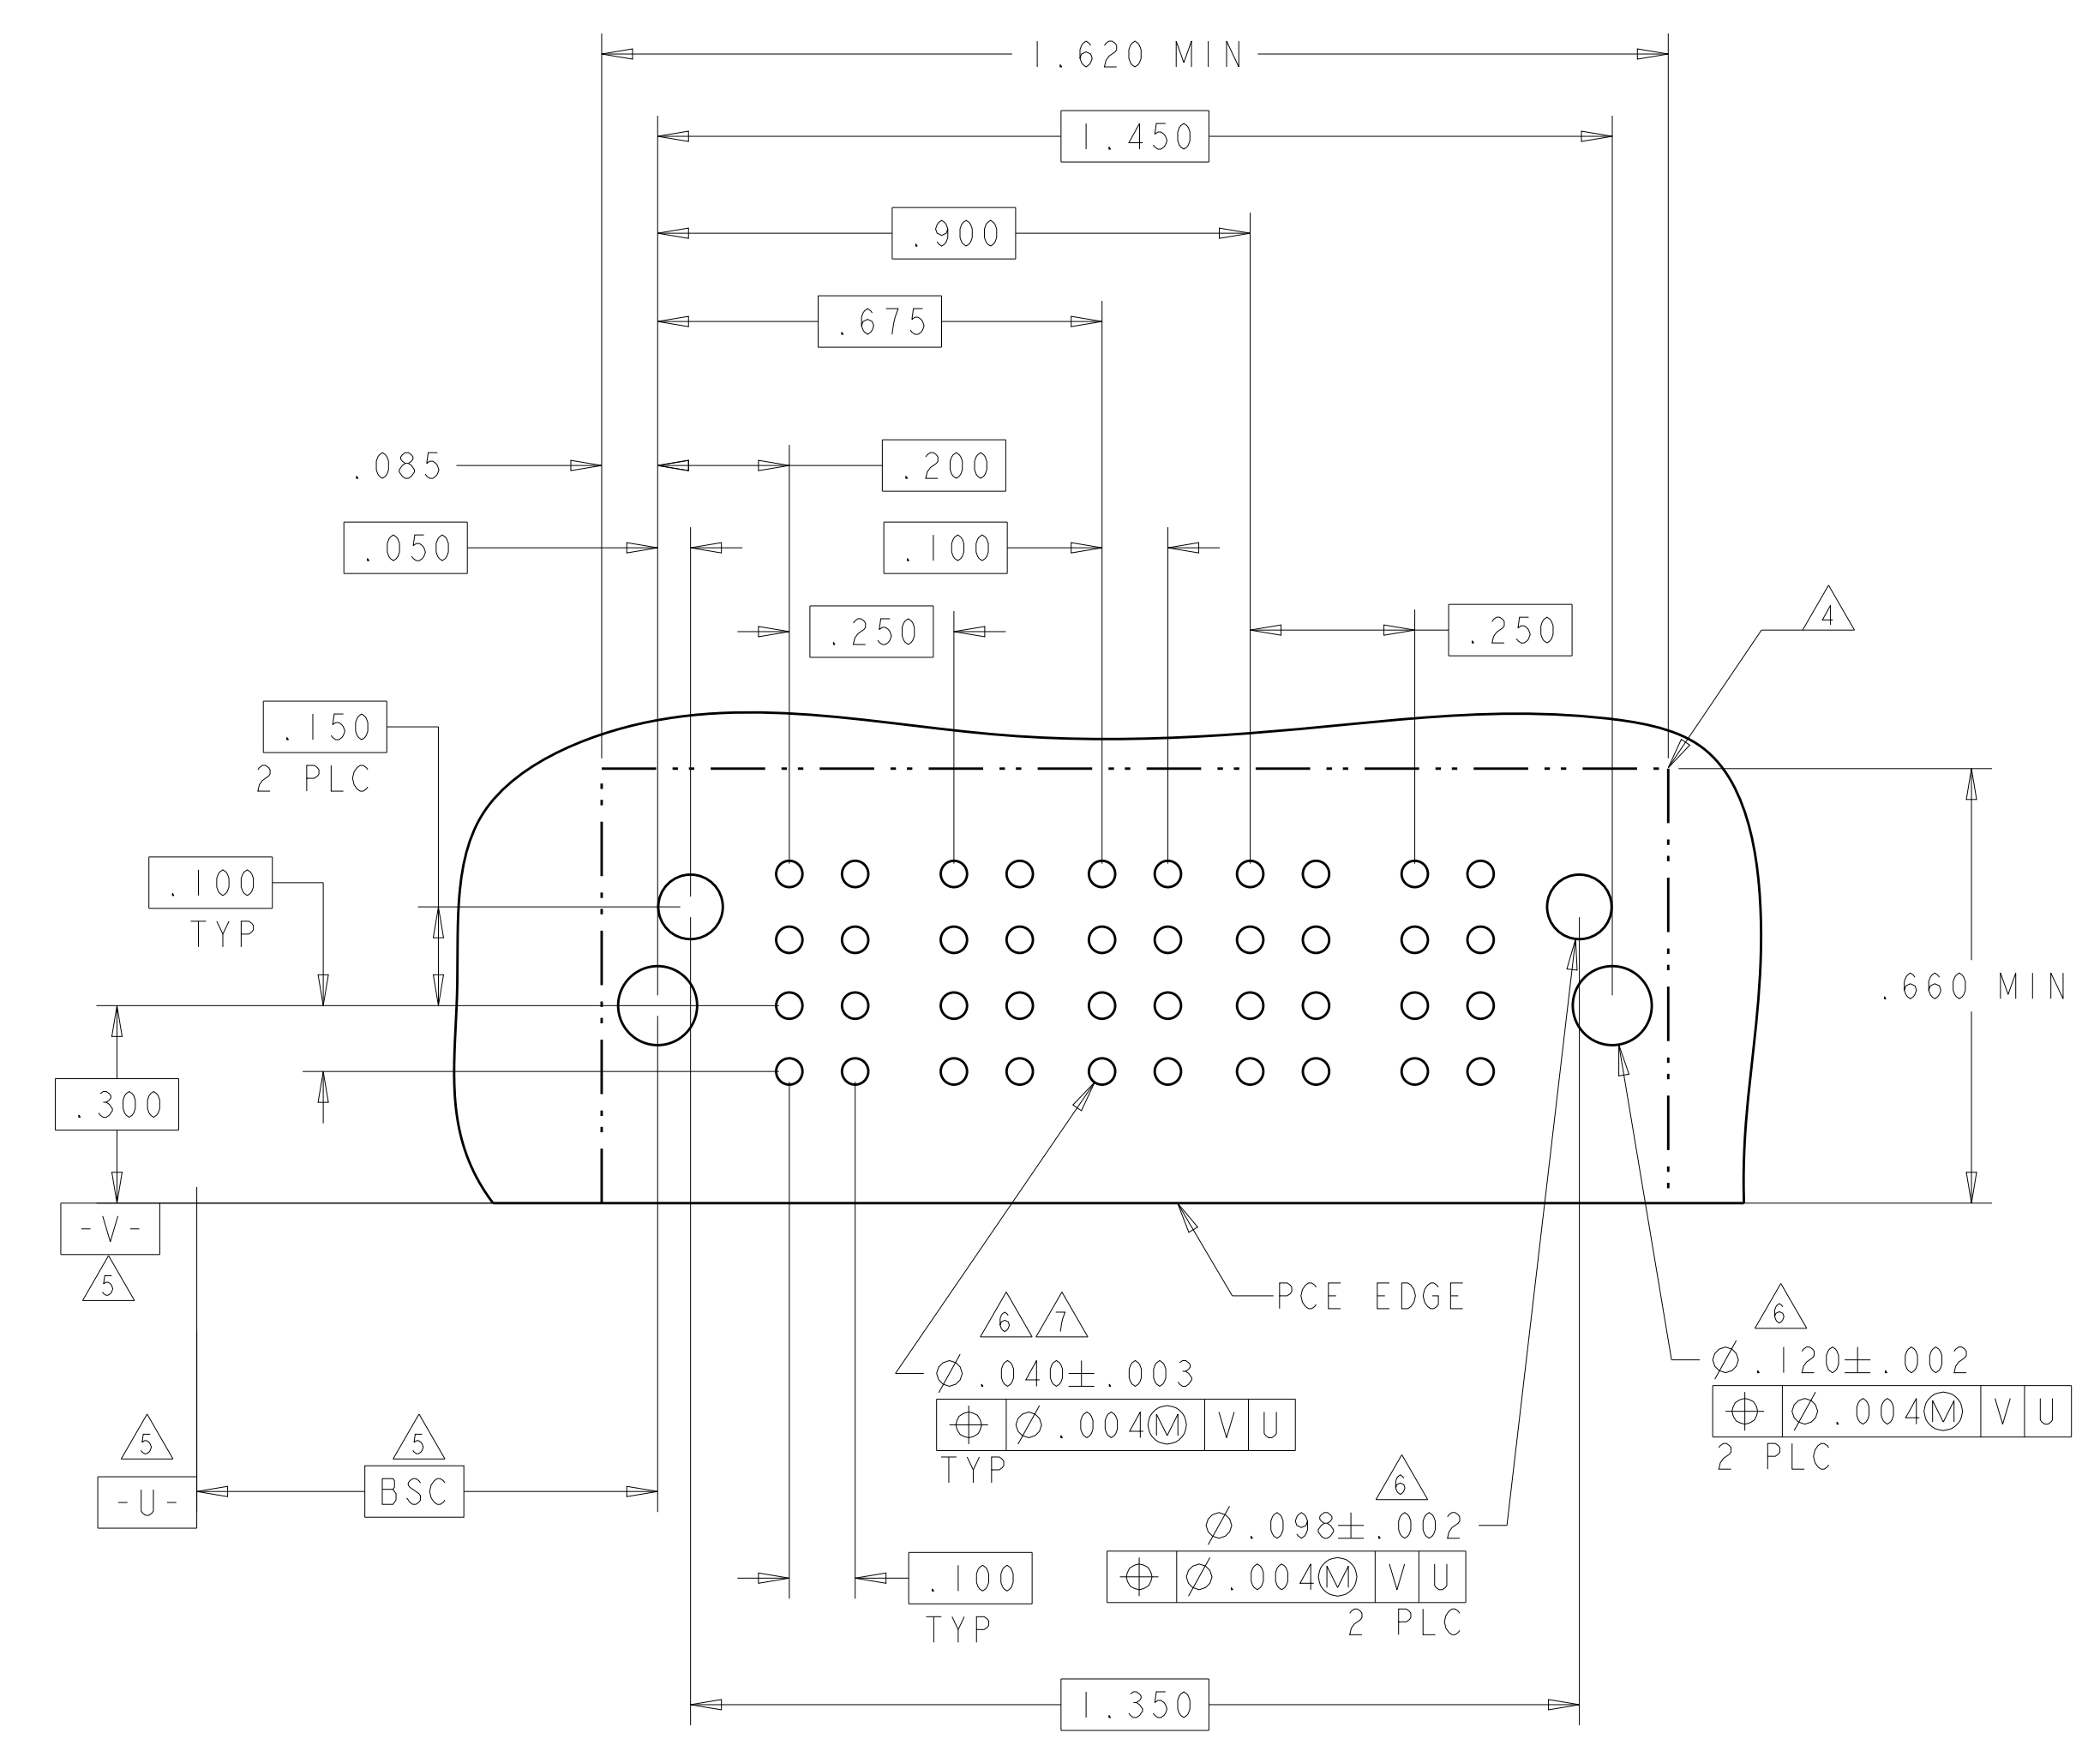 1.620 MIN
1.450
.900
.675
.085
.200
.050
.100
.250
.250
4
.150
2 PLC
.100
TYP
.660 MIN
.300
-V-
5
PCE EDGE
6 7
⌀.040±.003
⌖ ⌀.004Ⓜ V U
TYP
6
⌀.120±.002
⌖ ⌀.004Ⓜ V U
2 PLC
5
-U-
5
BSC
6
⌀.098±.002
⌖ ⌀.004Ⓜ V U
2 PLC
.100
TYP
1.350